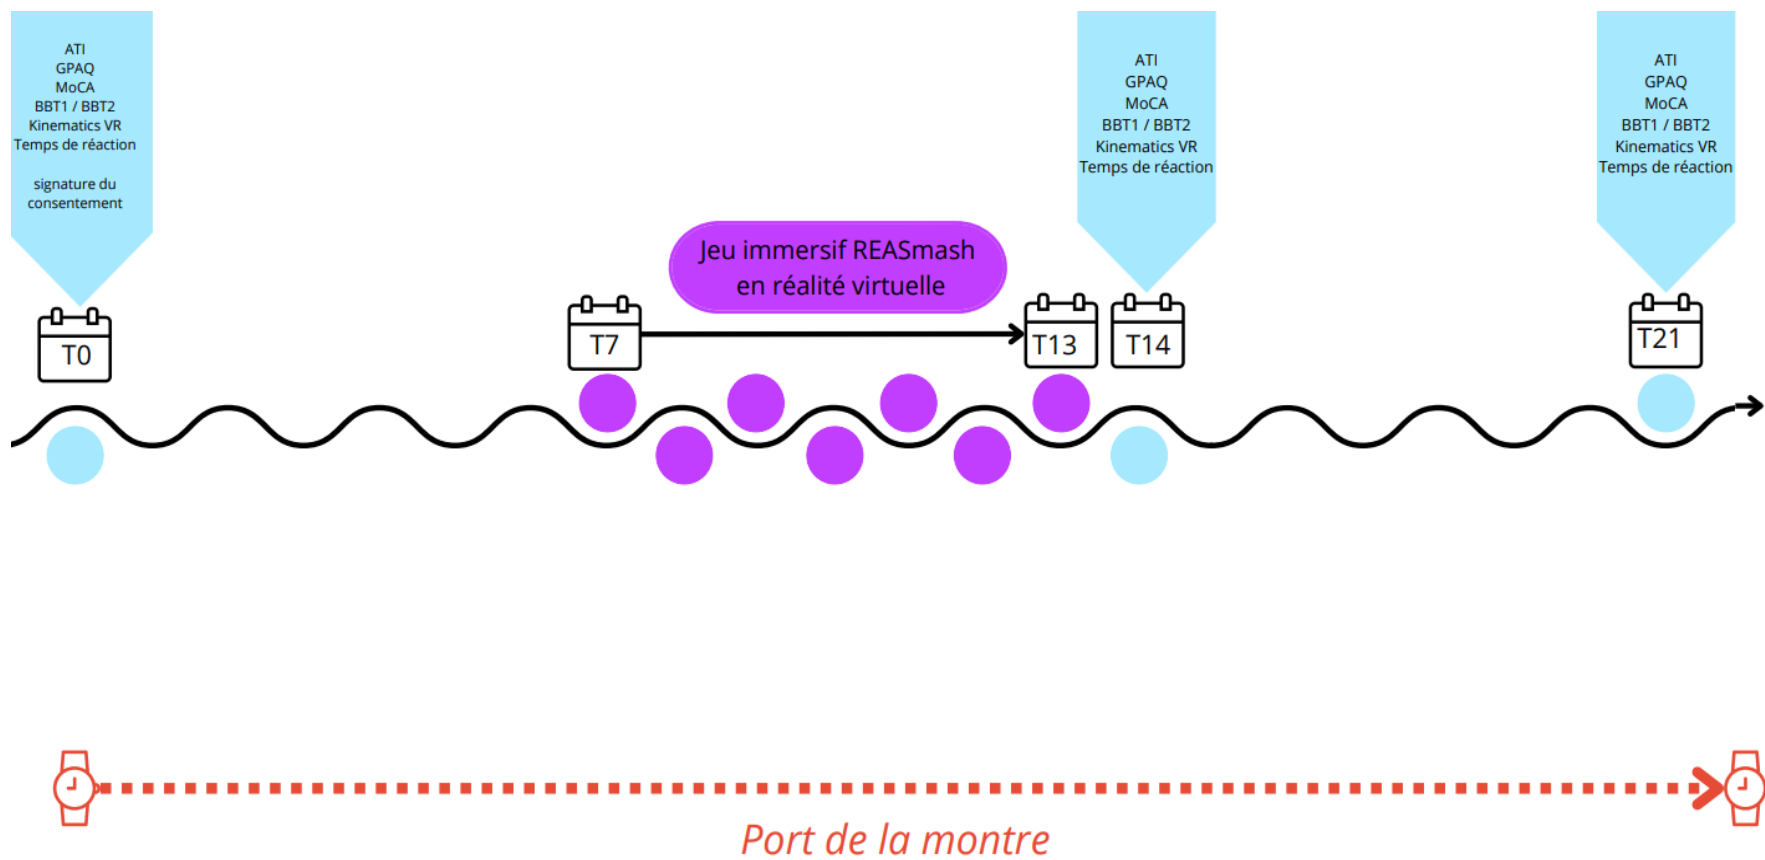 ATI
GPAQ
MoCA
BBT1 / BBT2
Kinematics VR
Temps de réaction
signature du
consentement
ATI
GPAQ
MoCA
BBT1 / BBT2
Kinematics VR
Temps de réaction
ATI
GPAQ
MoCA
BBT1 / BBT2
Kinematics VR
Temps de réaction
Jeu immersif REASmash
en réalité virtuelle
T0
T7
T13
T14
T21
Port de la montre